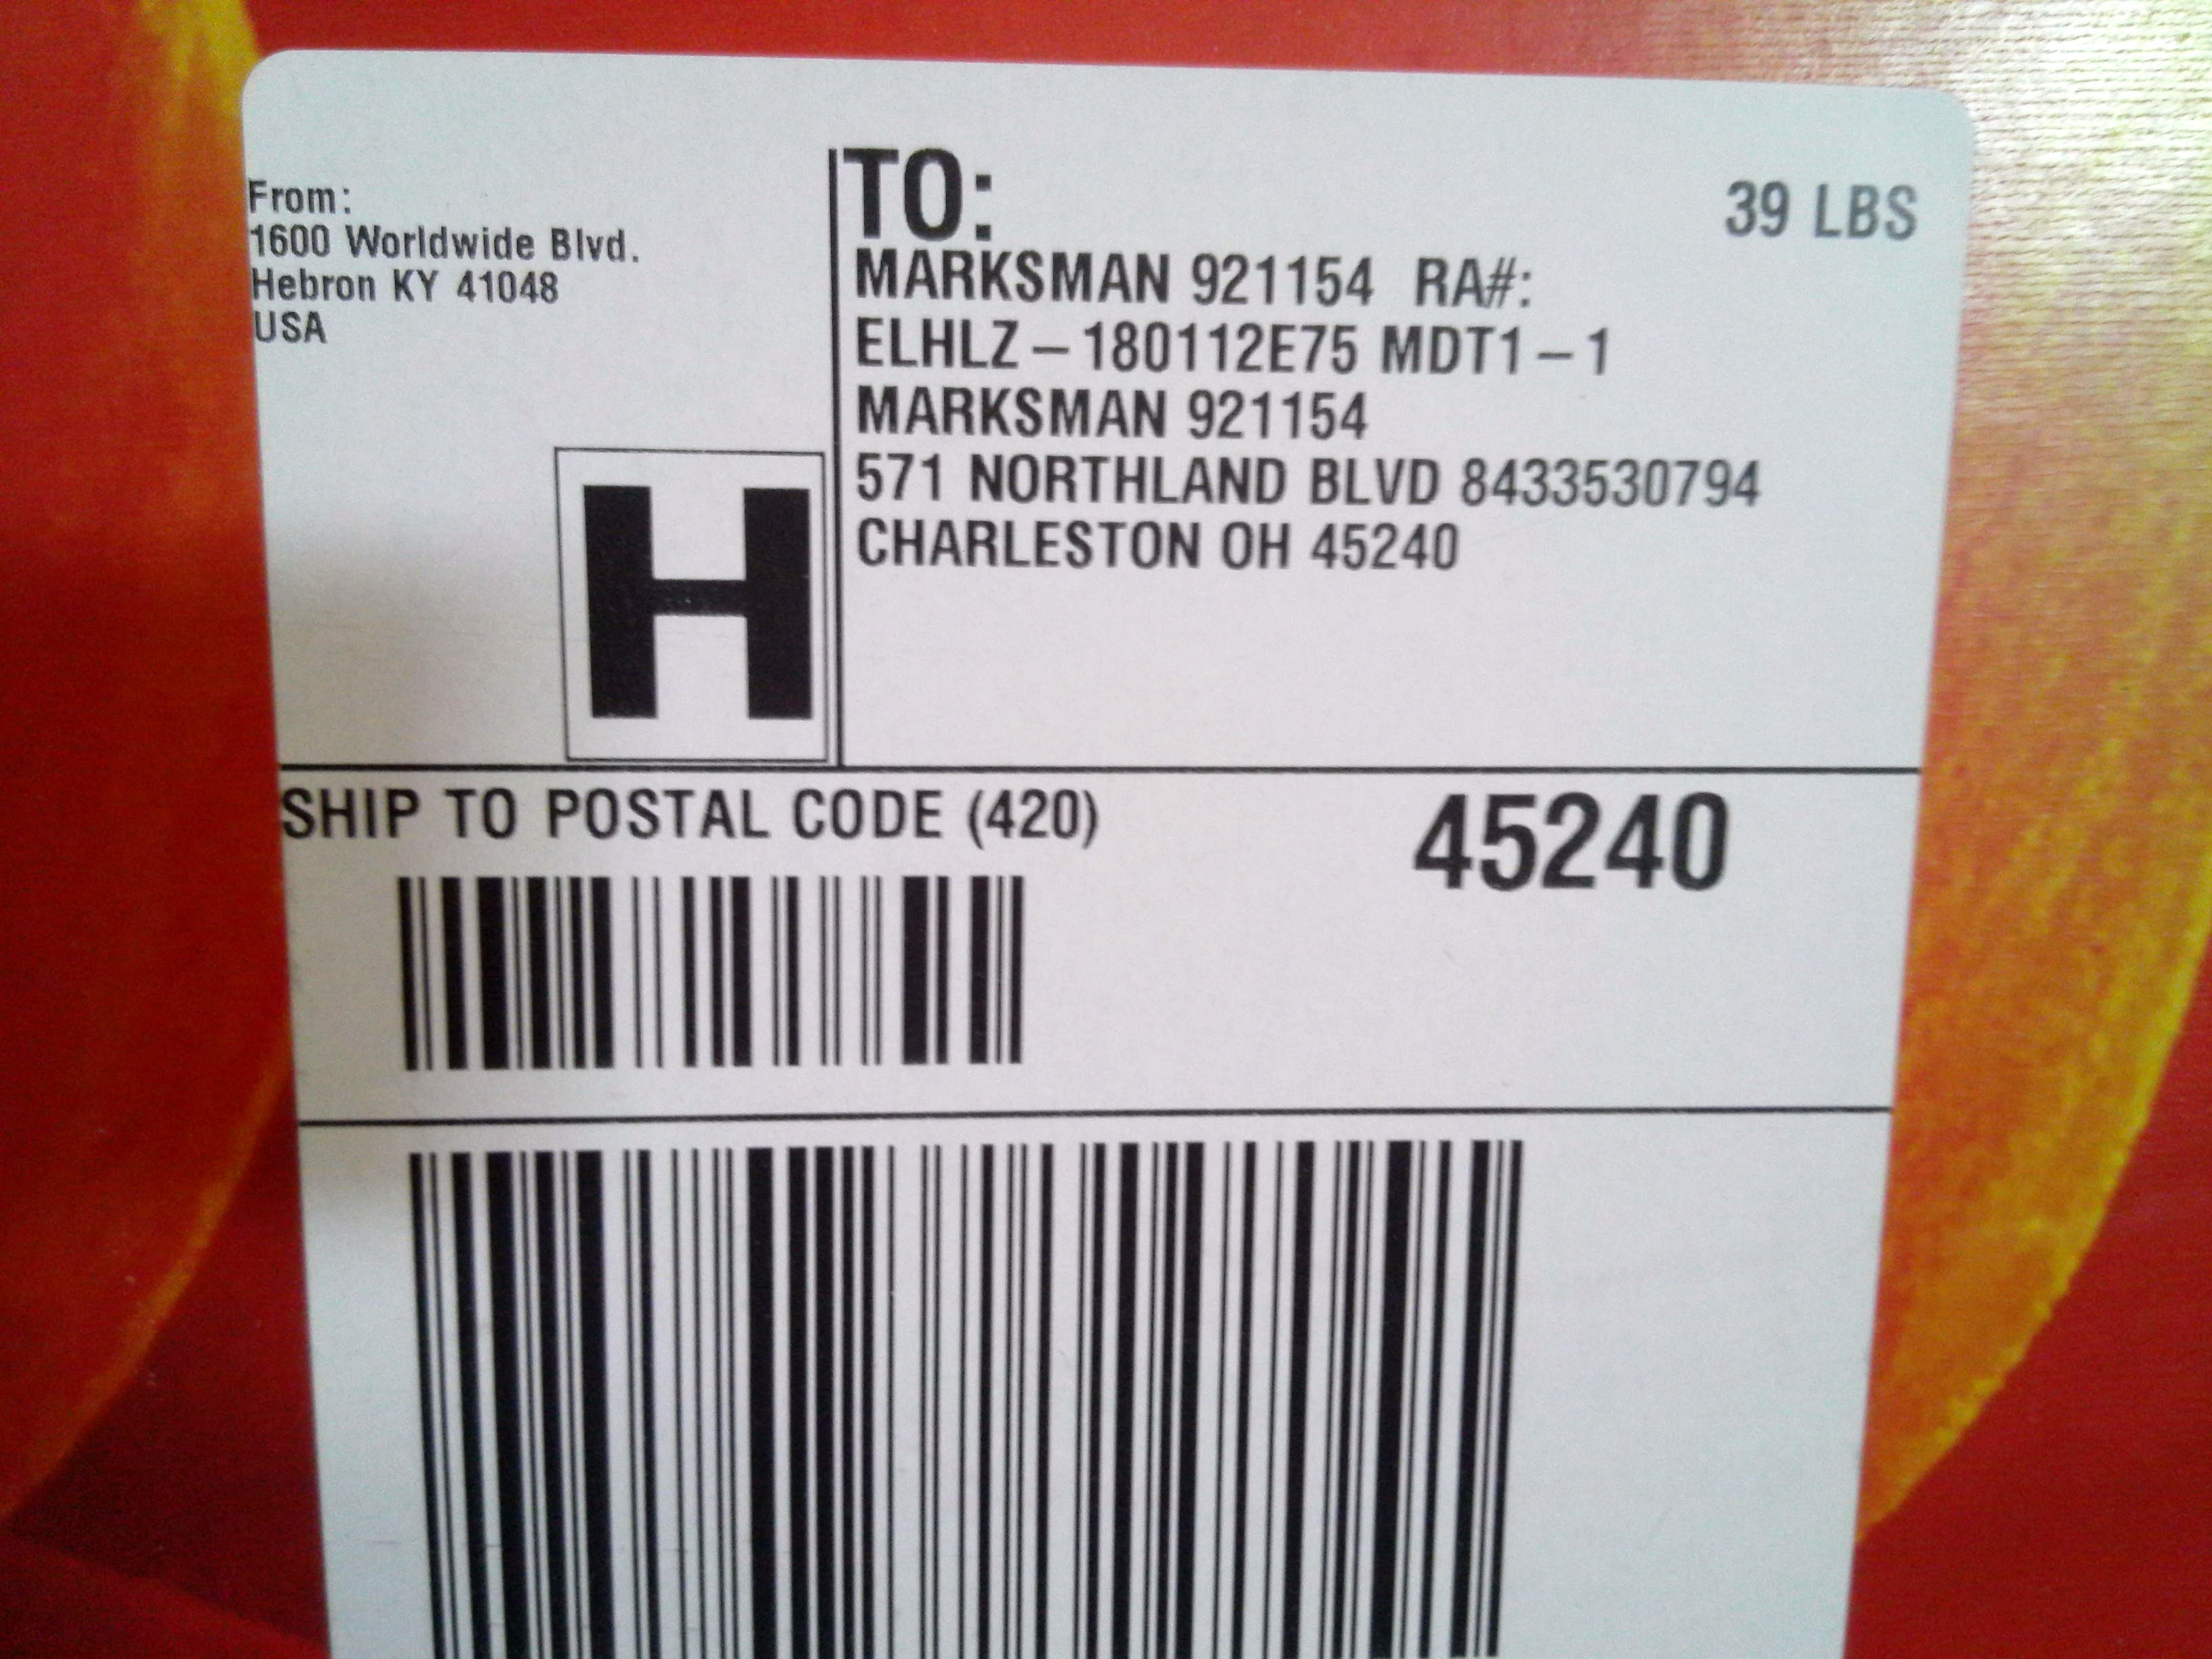 From:
1600 Worldwide Blvd.
Hebron KY 41048
USA
H
TO:
39 LBS
MARKSMAN 921154 RA#:
ELHLZ-180112E75 MDT1-1
MARKSMAN 921154
571 NORTHLAND BLVD 8433530794
CHARLESTON OH 45240
SHIP TO POSTAL CODE (420)
45240